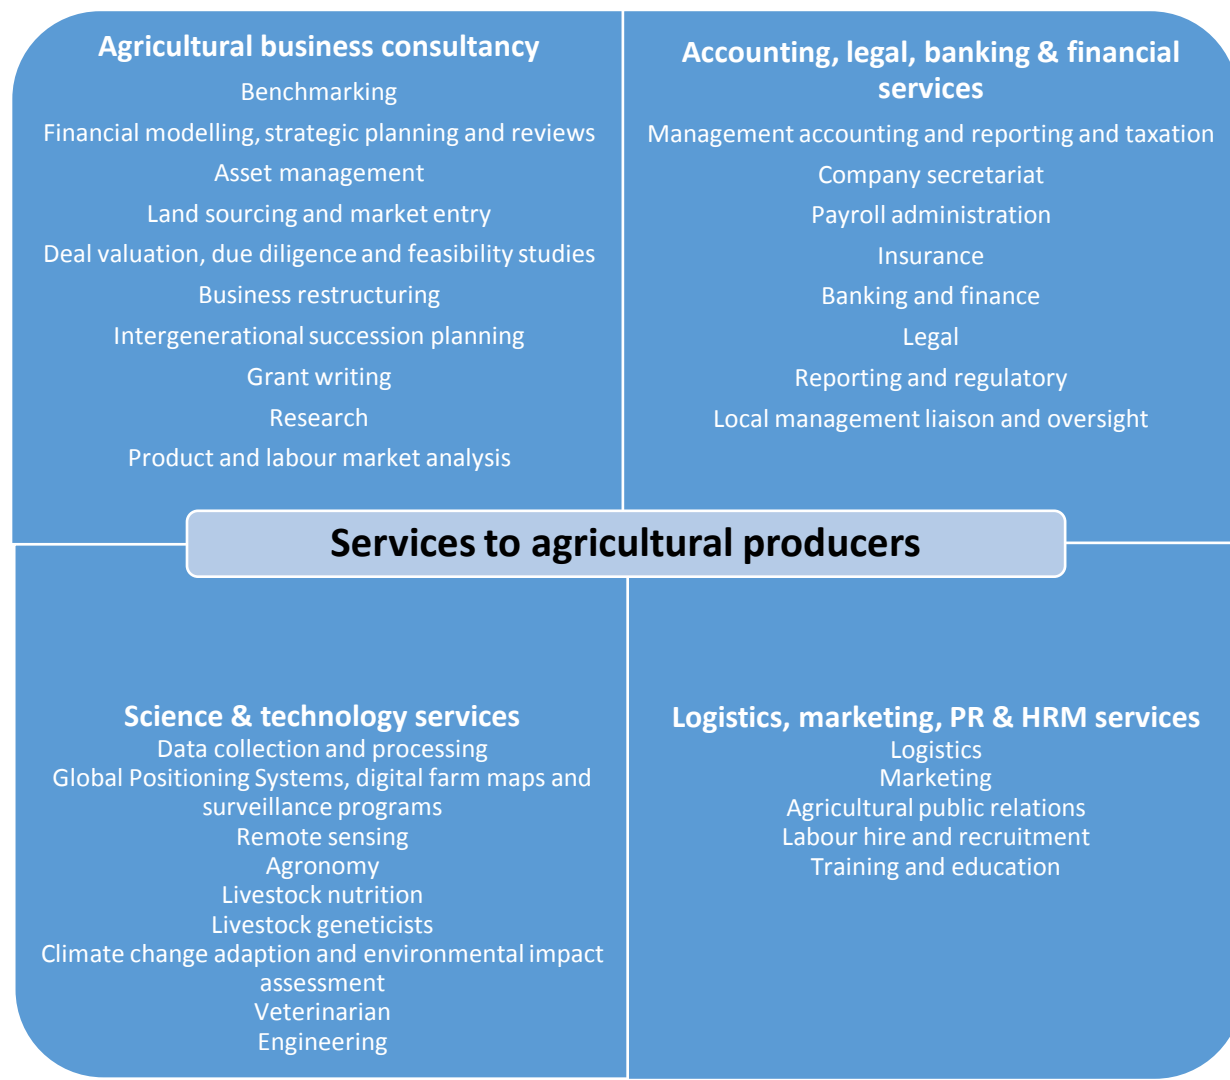 Agricultural business consultancy
Benchmarking
Financial modelling, strategic planning and reviews
Asset management
Land sourcing and market entry
Deal valuation, due diligence and feasibility studies
Business restructuring
Intergenerational succession planning
Grant writing
Research
Product and labour market analysis
Accounting, legal, banking & financial
services
Management accounting and reporting and taxation
Company secretariat
Payroll administration
Insurance
Banking and finance
Legal
Reporting and regulatory
Local management liaison and oversight
Services to agricultural producers
Science & technology services
Data collection and processing
Global Positioning Systems, digital farm maps and
surveillance programs
Remote sensing
Agronomy
Livestock nutrition
Livestock geneticists
Climate change adaption and environmental impact
assessment
Veterinarian
Engineering
Logistics, marketing, PR & HRM services
Logistics
Marketing
Agricultural public relations
Labour hire and recruitment
Training and education